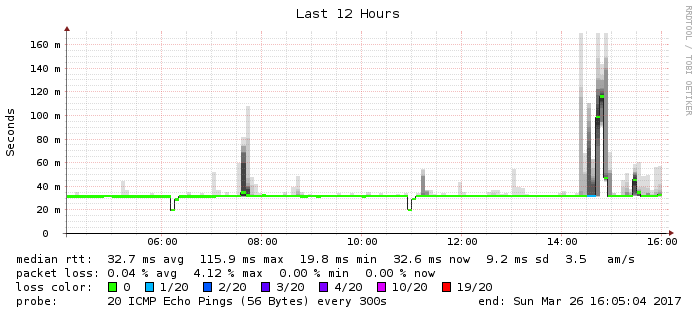 Last 12 Hours
RRDTOOL / TOBI OETIKER
Seconds
160 m
140 m
120 m
100 m
80 m
60 m
40 m
20 m
0
06:00 08:00 10:00 12:00 14:00 16:00
median rtt: 32.7 ms avg 115.9 ms max 19.8 ms min 32.6 ms now 9.2 ms sd 3.5 am/s
packet loss: 0.04 % avg 4.12 % max 0.00 % min 0.00 % now
loss color: 0 1/20 2/20 3/20 4/20 10/20 19/20
probe: 20 ICMP Echo Pings (56 Bytes) every 300s end: Sun Mar 26 16:05:04 2017